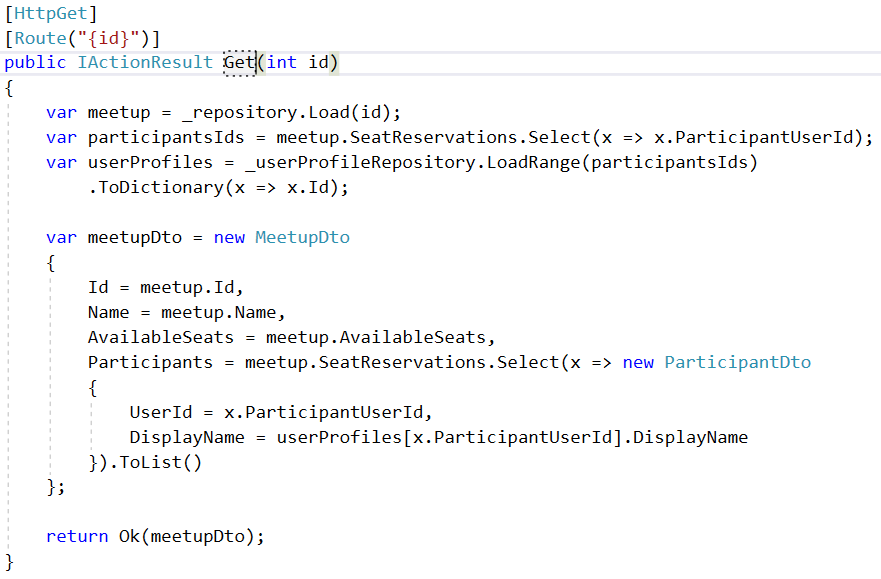 [HttpGet]
[Route("{id}")]
public IActionResult Get(int id)
{
    var meetup = _repository.Load(id);
    var participantsIds = meetup.SeatReservations.Select(x => x.ParticipantUserId);
    var userProfiles = _userProfileRepository.LoadRange(participantsIds)
        .ToDictionary(x => x.Id);

    var meetupDto = new MeetupDto
    {
        Id = meetup.Id,
        Name = meetup.Name,
        AvailableSeats = meetup.AvailableSeats,
        Participants = meetup.SeatReservations.Select(x => new ParticipantDto
        {
            UserId = x.ParticipantUserId,
            DisplayName = userProfiles[x.ParticipantUserId].DisplayName
        }).ToList()
    };

    return Ok(meetupDto);
}